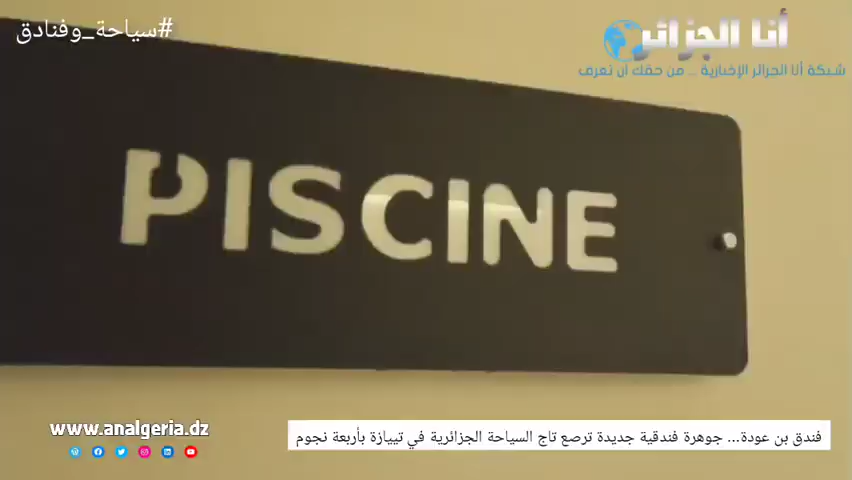 #سياحة_وفنادق
أنا الجزائر
شبكة أنا الجزائر الإخبارية ... من حقك أن تعرف
PISCINE
www.analgeria.dz
فندق بن عودة... جوهرة فندقية جديدة ترصع تاج السياحة الجزائرية في تيبازة بأربعة نجوم